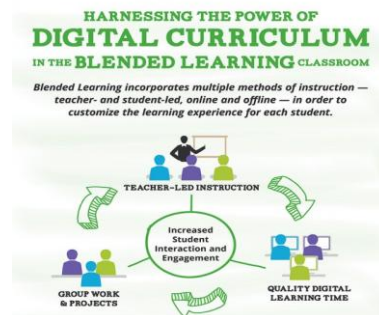 HARNESSING THE POWER OF
DIGITAL CURRICULUM
IN THE BLENDED LEARNING CLASSROOM
Blended Learning incorporates multiple methods of instruction —
teacher- and student-led, online and offline — in order to
customize the learning experience for each student.
TEACHER-LED INSTRUCTION
Increased
Student
Interaction and
Engagement
GROUP WORK
& PROJECTS
QUALITY DIGITAL
LEARNING TIME